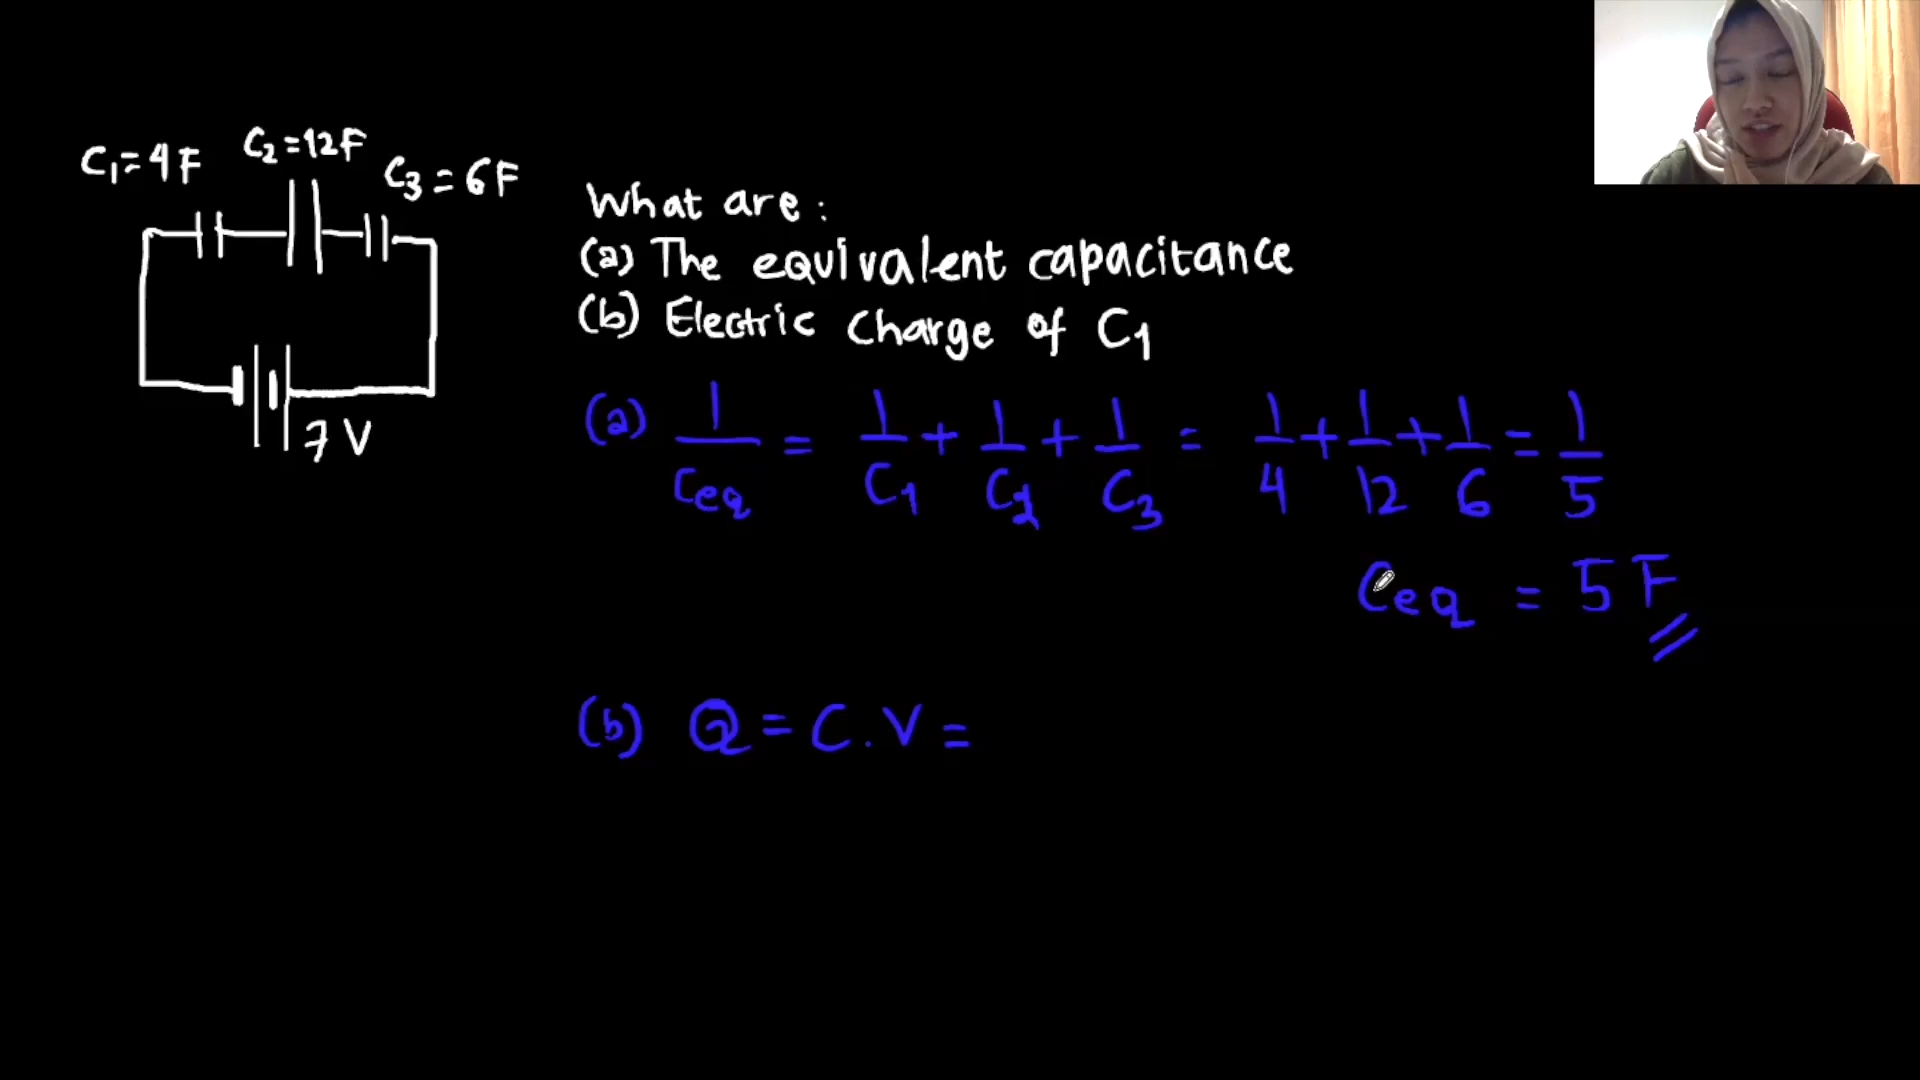 C₁=4F C₂=12F C₃=6F
7V
What are:
(a) The equivalent capacitance
(b) Electric charge of C₁
(a) 1/Ceq = 1/C₁ + 1/C₂ + 1/C₃ = 1/4 + 1/12 + 1/6 = 1/5
Ceq = 5 F
(b) Q = C.V =